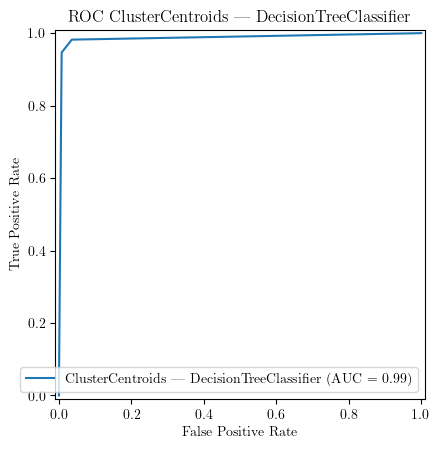 ROC ClusterCentroids — DecisionTreeClassifier
1.0
0.8
0.6
0.4
0.2
0.0
True Positive Rate
ClusterCentroids — DecisionTreeClassifier (AUC = 0.99)
0.0 0.2 0.4 0.6 0.8 1.0
False Positive Rate